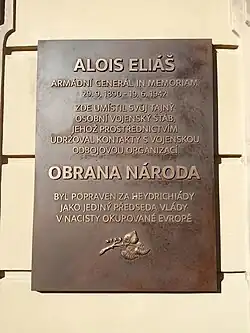 ALOIS ELIÁŠ
ARMÁDNÍ GENERÁL IN MEMORIAM
29. 9. 1890 - 19. 6. 1942
ZDE UMÍSTIL SVŮJ TAJNÝ
OSOBNÍ VOJENSKÝ ŠTÁB,
JEHOŽ PROSTŘEDNICTVÍM
UDRŽOVAL KONTAKTY S VOJENSKOU
ODBOJOVOU ORGANIZACÍ
OBRANA NÁRODA
BYL POPRAVEN ZA HEYDRICHIÁDY
JAKO JEDINÝ PŘEDSEDA VLÁDY
V NACISTY OKUPOVANÉ EVROPĚ